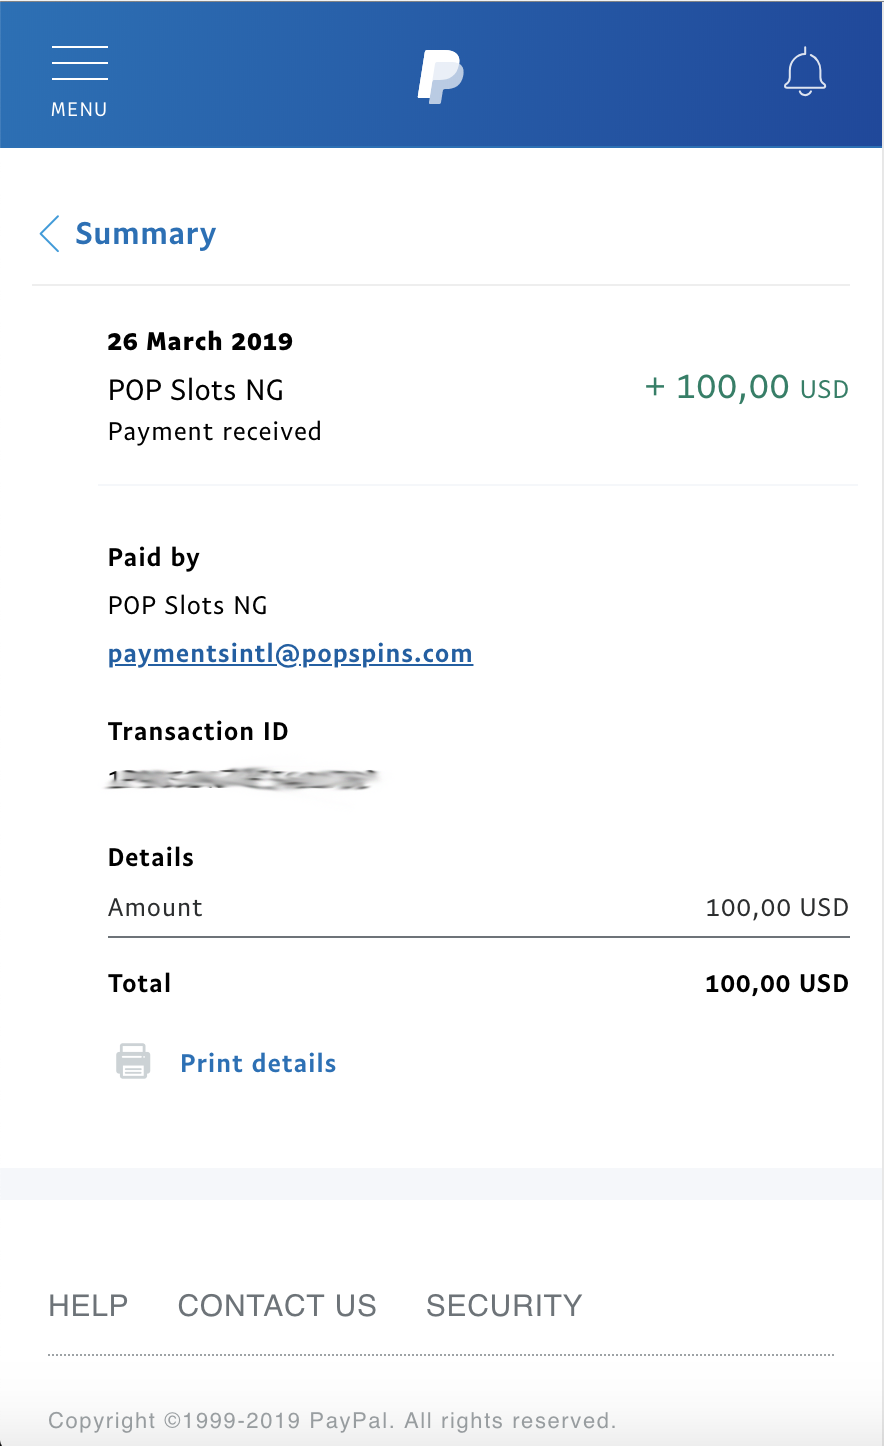 MENU
Summary
26 March 2019
POP Slots NG
+ 100,00 USD
Payment received
Paid by
POP Slots NG
paymentsintl@popspins.com
Transaction ID
Details
Amount 100,00 USD
Total 100,00 USD
Print details
HELP CONTACT US SECURITY
Copyright ©1999-2019 PayPal. All rights reserved.